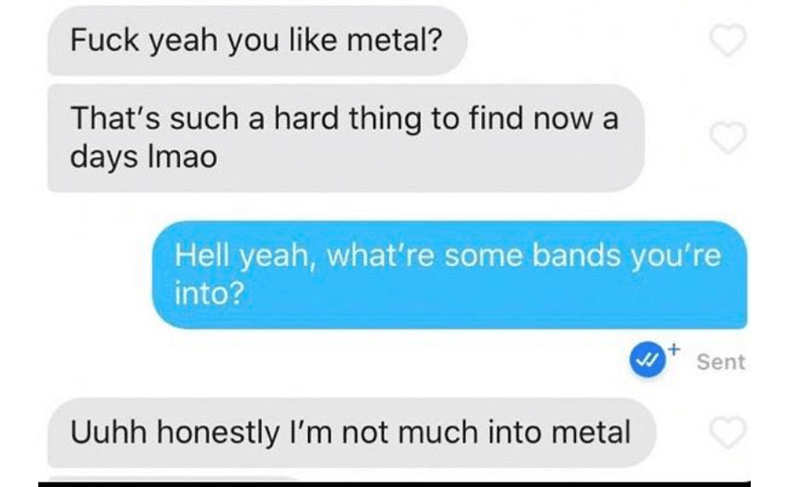 Fuck yeah you like metal?
That's such a hard thing to find now a
days lmao
Hell yeah, what're some bands you're
into?
Sent
Uuhh honestly I'm not much into metal